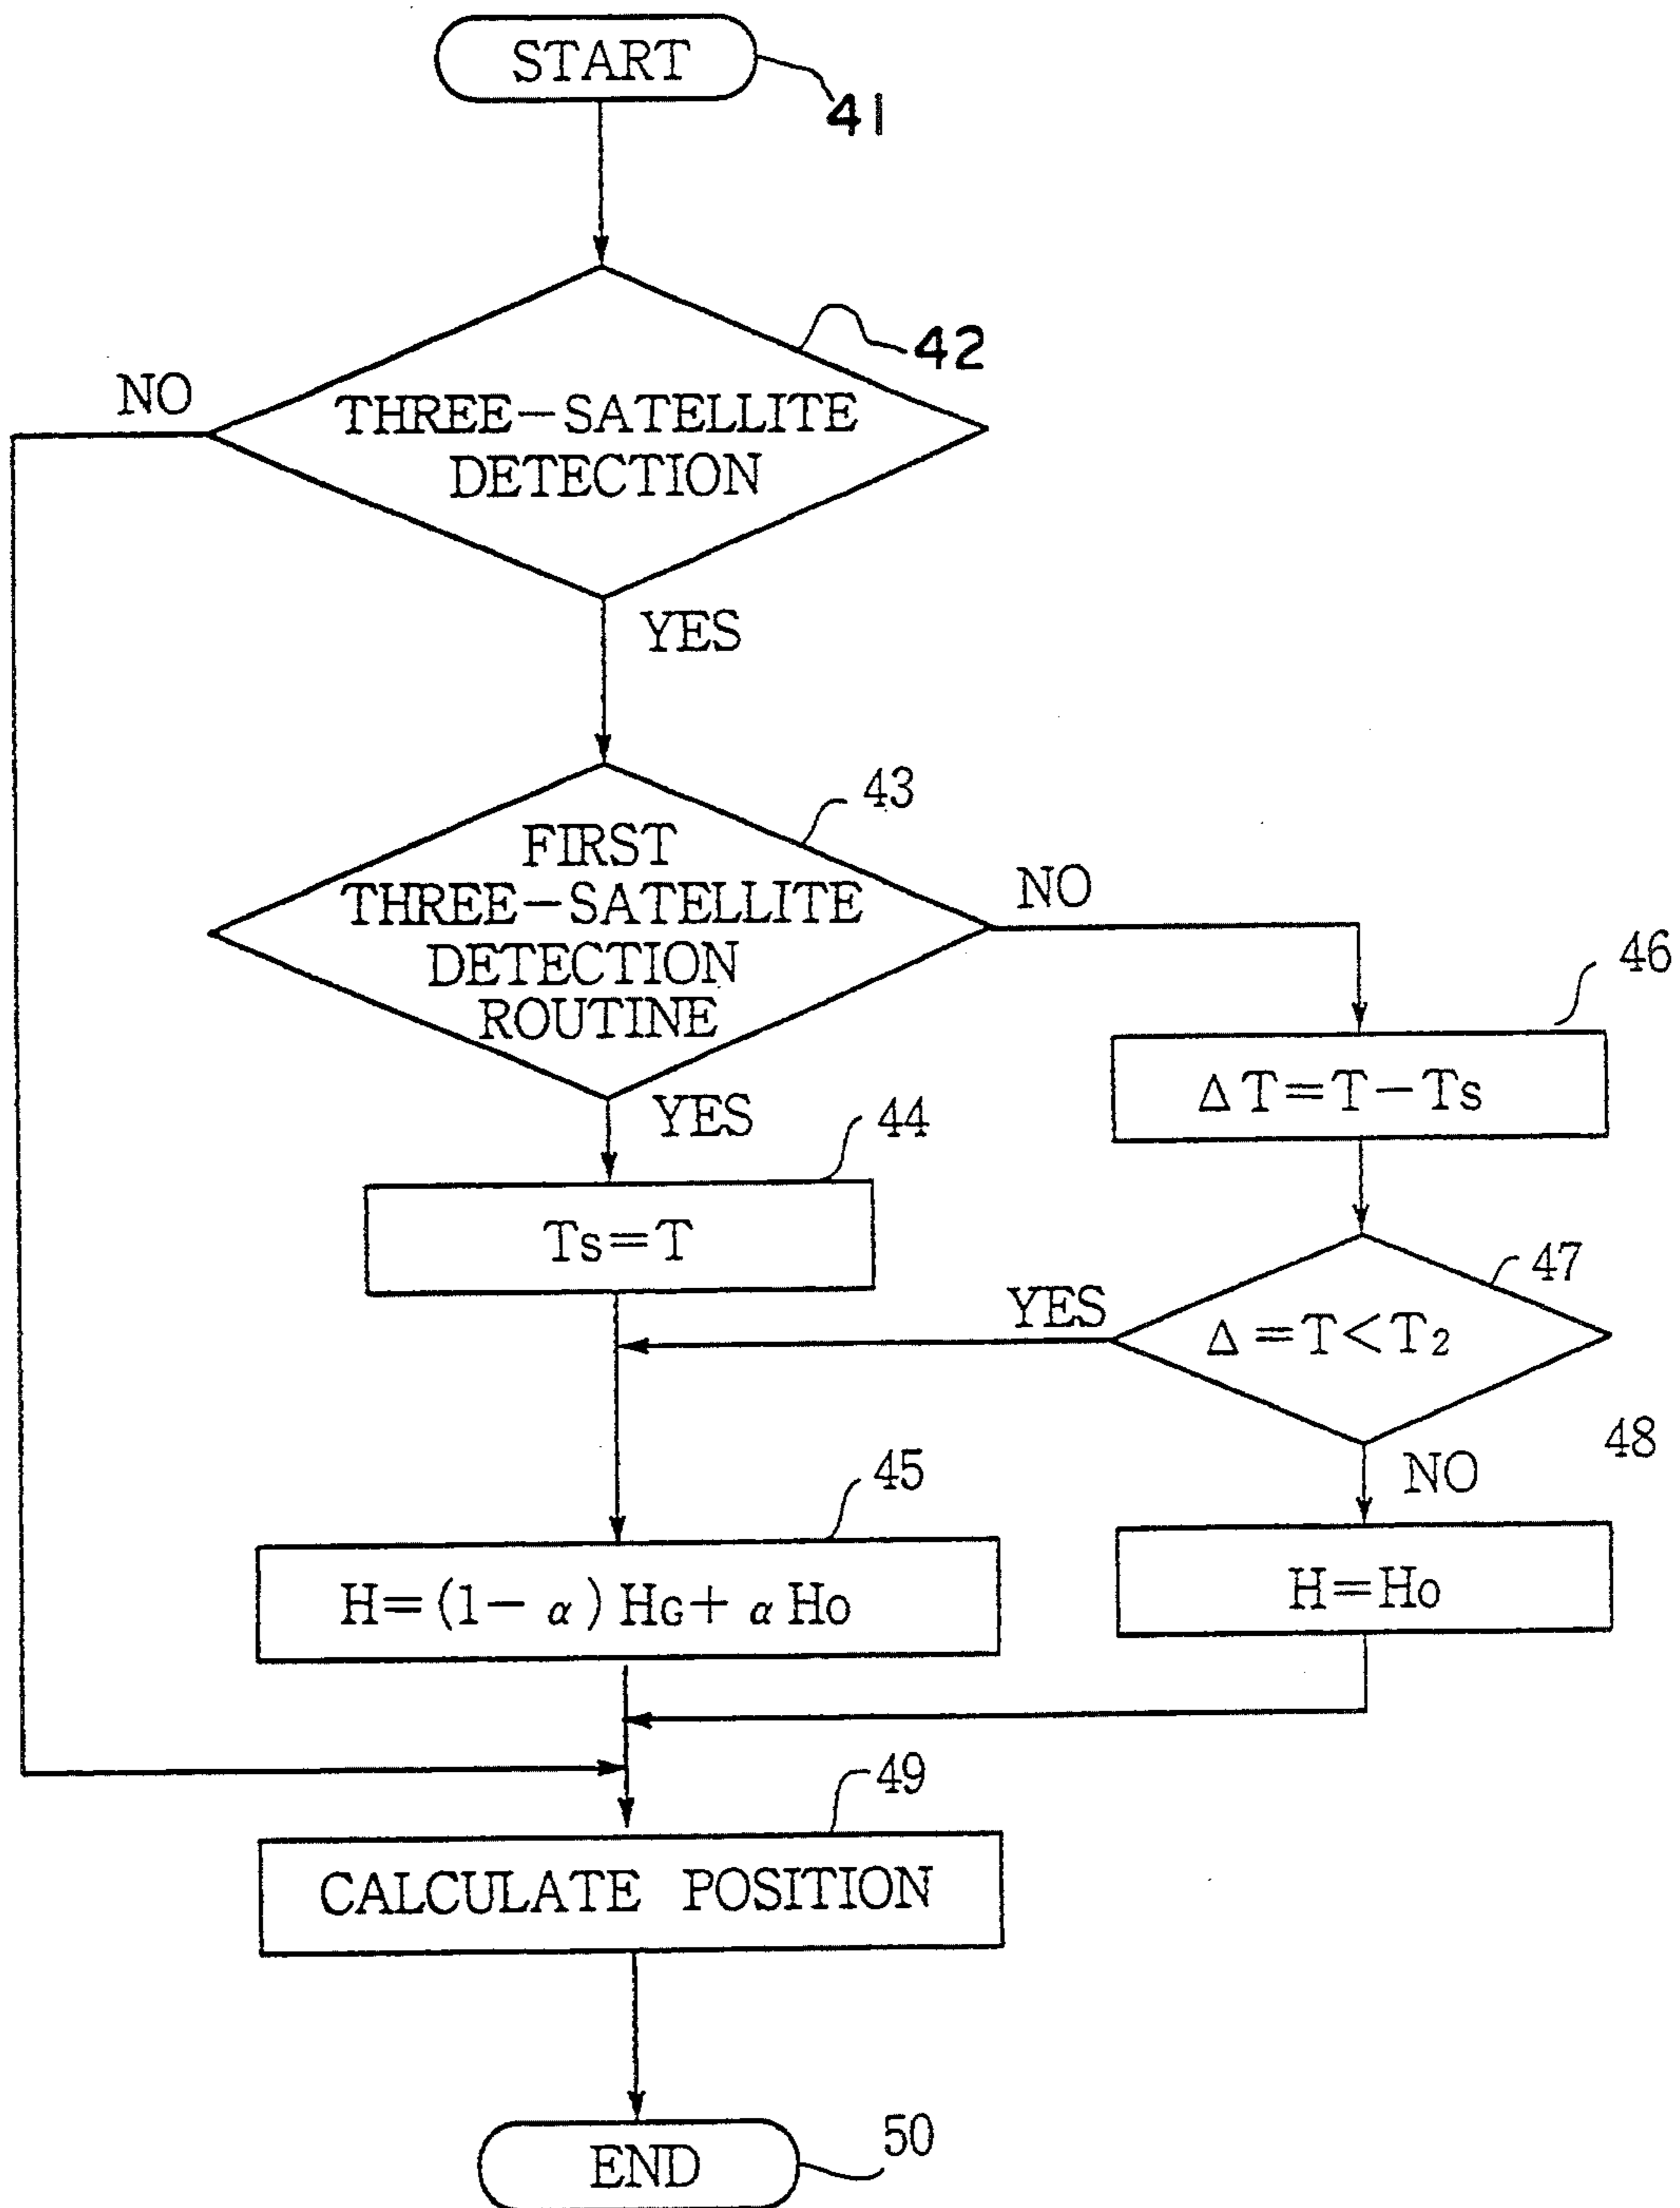 START
41
42
NO
THREE-SATELLITE
DETECTION
YES
43
FIRST
THREE-SATELLITE
DETECTION
ROUTINE
NO
46
ΔT=T-Ts
YES
44
Ts=T
47
YES
Δ=T<T2
48
NO
45
H=(1-α)HG+αHo
H=Ho
49
CALCULATE POSITION
END
50